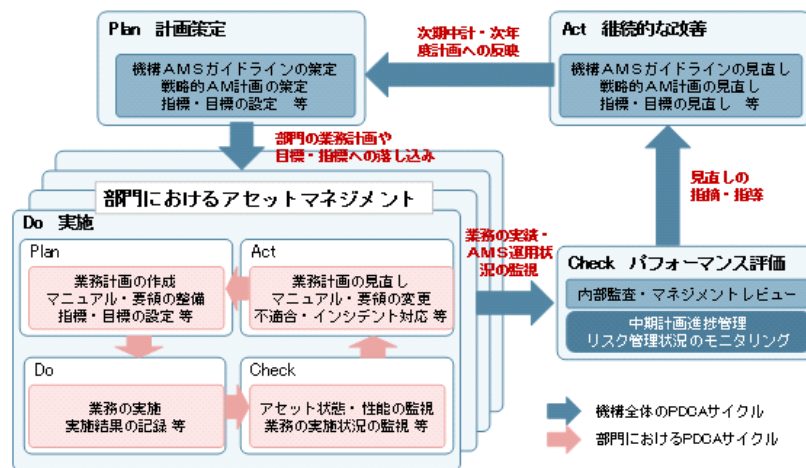 Plan 計画策定
機構AMSガイドラインの策定
戦略的AM計画の策定
指標・目標の設定 等
次期中計・次年
度計画への反映
Act 継続的な改善
機構AMSガイドラインの見直し
戦略的AM計画の見直し
指標・目標の見直し 等
部門の業務計画や
目標・指標への落し込み
見直しの
指摘・指導
部門におけるアセットマネジメント
Do 実施
Plan
業務計画の作成
マニュアル・要領の整備
指標・目標の設定 等
Act
業務計画の見直し
マニュアル・要領の変更
不適合・インシデント対応 等
業務の実績・
AMS運用状
況の監視
Check パフォーマンス評価
内部監査・マネジメントレビュー
中期計画進捗管理
リスク管理状況のモニタリング
Do
業務の実施
実施結果の記録 等
Check
アセット状態・性能の監視
業務の実施状況の監視 等
機構全体のPDCAサイクル
部門におけるPDCAサイクル